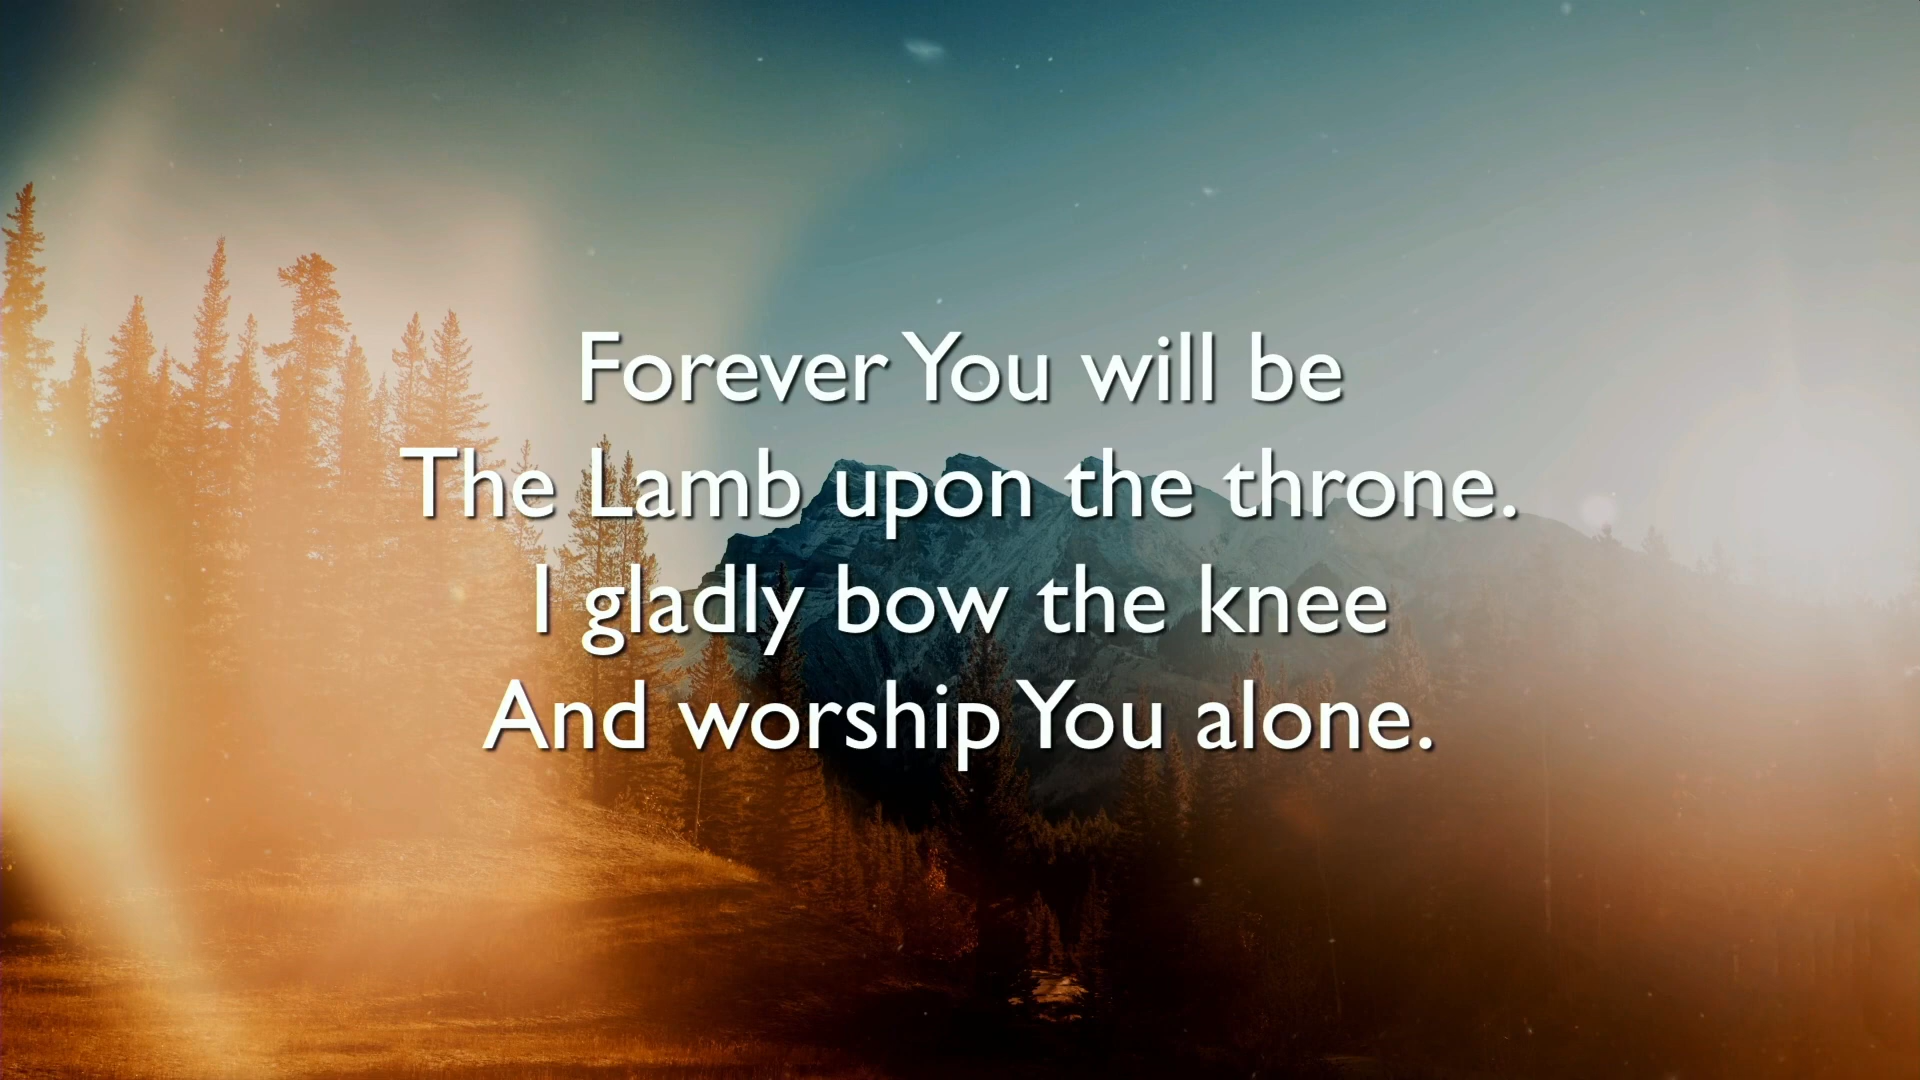 Forever You will be
The Lamb upon the throne.
I gladly bow the knee
And worship You alone.